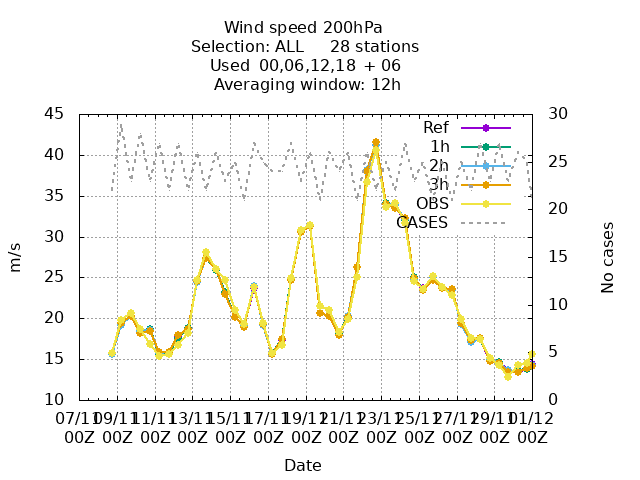 Wind speed 200hPa
Selection: ALL 28 stations
Used 00,06,12,18 + 06
Averaging window: 12h
45
40
35
30
25
20
15
10
m/s
30
25
20
15
10
5
0
No cases
Ref
1h
2h
3h
OBS
CASES
07/11 09/11 11/11 13/11 15/11 17/11 19/11 21/11 23/11 25/11 27/11 29/11 01/12
00Z 00Z 00Z 00Z 00Z 00Z 00Z 00Z 00Z 00Z 00Z 00Z 00Z
Date